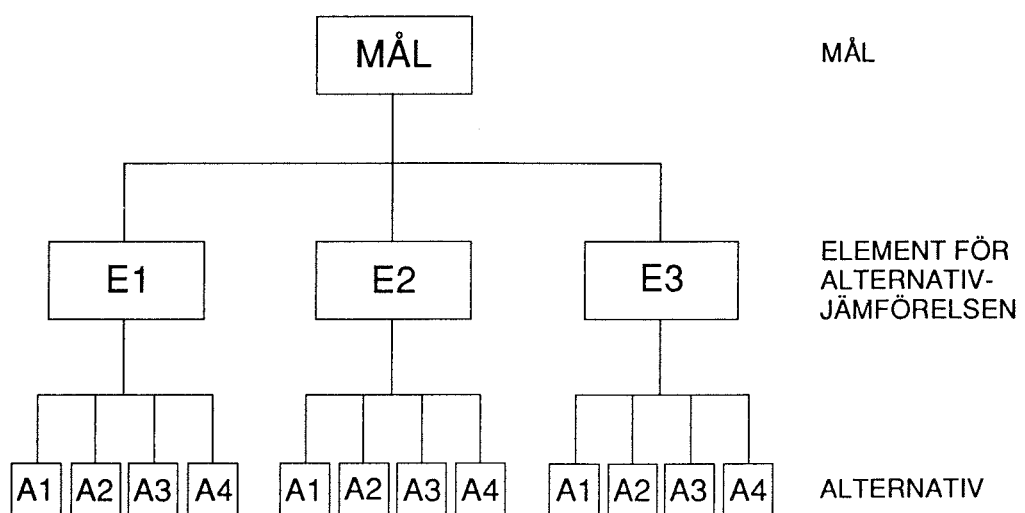 MÅL
MÅL
E1
E2
E3
ELEMENT FÖR
ALTERNATIV-
JÄMFÖRELSEN
A1 A2 A3 A4
A1 A2 A3 A4
A1 A2 A3 A4
ALTERNATIV